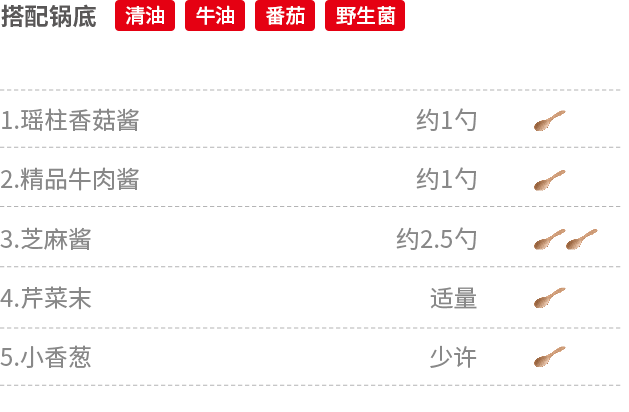 搭配锅底 清油 牛油 番茄 野生菌
1.瑶柱香菇酱 约1勺
2.精品牛肉酱 约1勺
3.芝麻酱 约2.5勺
4.芹菜末 适量
5.小香葱 少许